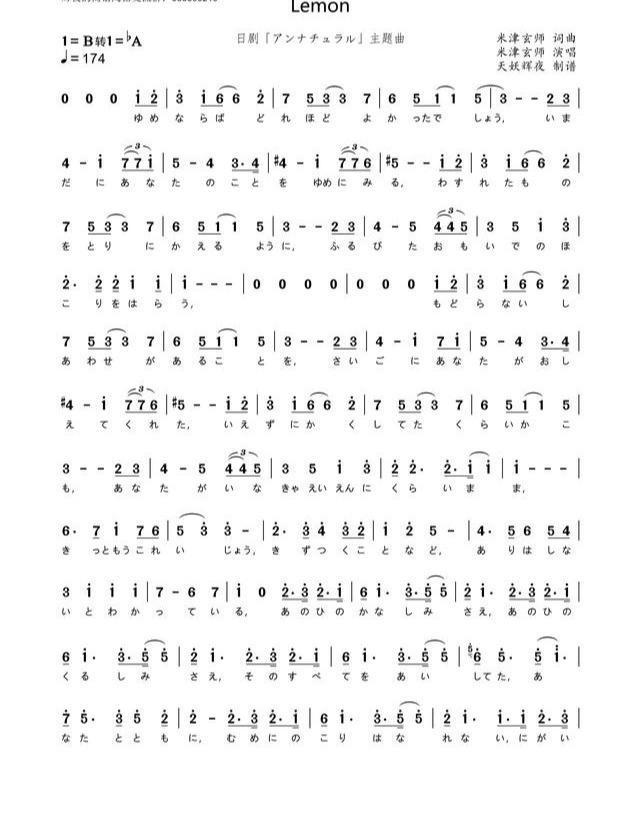 Lemon
1=B转1=♭A
♩=174
日剧「アンナチュラル」主題曲
米津玄师 词曲
米津玄师 演唱
天妖辉夜 制谱
0 0 0 i 2 | 3 i 6 6 2 | 7 5 3 3 7 | 6 5 1 1 5 | 3 - - 2 3 |
ゆめ ならば どれほど よ かったで しょう, いま
4 - i 7 7 i | 5 - 4 3·4 | #4 - i 7 7 6 | #5 - - i 2 | 3 i 6 6 2 |
だ に あなた の こと を ゆめに みる, わす れたも の
7 5 3 3 7 | 6 5 1 1 5 | 3 - - 2 3 | 4 - 5 4 4 5 | 3 5 i 3 |
をとり に かえる ように, ふる び た おも いでのほ
2· 2 2 i i | i - - - | 0 0 0 0 | 0 0 0 i 2 | 3 i 6 6 2 |
こ りをはら う, もど らない し
7 5 3 3 7 | 6 5 1 1 5 | 3 - - 2 3 | 4 - i 7 i | 5 - 4 3·4 |
あわせ が あるこ と を, さい ご に あな た がおし
#4 - i 7 7 6 | #5 - - i 2 | 3 i 6 6 2 | 7 5 3 3 7 | 6 5 1 1 5 |
え てくれ た, いえ ずにか くしてた くらいか こ
3 - - 2 3 | 4 - 5 4 4 5 | 3 5 i 3 | 2 2· 2·i i | i - - - |
も, あな た が いな きゃ えい えんに くら いま ま,
6· 7 i 7 6 | 5 3 3 - | 2· 3 4 3 2 | i 2 5 - | 4· 5 6 5 4 |
き っともうこれ い じょう, き ずつくこ となど, あ りはしな
3 i i i | 7 - 6 7 | i 0 2·3 2·i | 6 i· 3·5 5 | 2 i· 2·3 2·i |
いとわか っ ている, あのひの かな しみ さえ, あのひの
6 i· 3·5 5 | 2 i· 2·3 2·i | 6 i· 3·5 5 | 6 5· 5 i· |
くる しみ さえ, そのすべ てを あい してた, あ
7 5· 3 5 2 | 2 - 2·3 2·i | 6 i· 3·5 5 | 2 i· i·3 2·i |
なた とと もに, むねにの こり はな れない, にがい